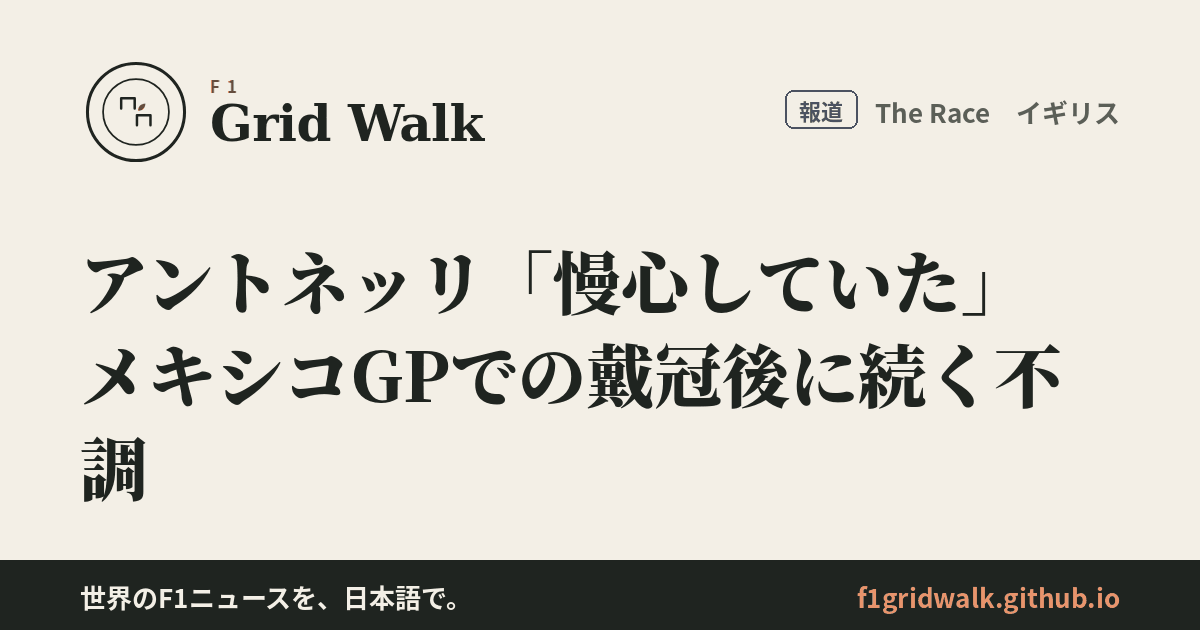 F1
Grid Walk
報道 The Race イギリス
アントネッリ「慢心していた」
メキシコGPでの戴冠後に続く不
調
世界のF1ニュースを、日本語で。
f1gridwalk.github.io